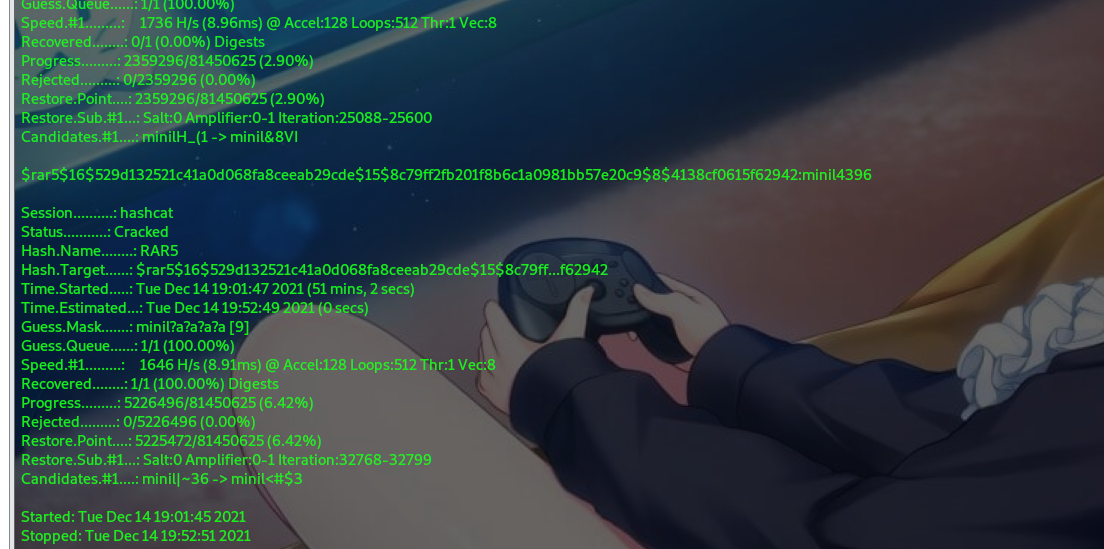 Guess.Queue......: 1/1 (100.00%)
Speed.#1.........:    1736 H/s (8.96ms) @ Accel:128 Loops:512 Thr:1 Vec:8
Recovered........: 0/1 (0.00%) Digests
Progress.........: 2359296/81450625 (2.90%)
Rejected.........: 0/2359296 (0.00%)
Restore.Point....: 2359296/81450625 (2.90%)
Restore.Sub.#1...: Salt:0 Amplifier:0-1 Iteration:25088-25600
Candidates.#1....: minilH_(1 -> minil&8VI
$rar5$16$529d132521c41a0d068fa8ceeab29cde$15$8c79ff2fb201f8b6c1a0981bb57e20c9$8$4138cf0615f62942:minil4396
Session..........: hashcat
Status...........: Cracked
Hash.Name........: RAR5
Hash.Target......: $rar5$16$529d132521c41a0d068fa8ceeab29cde$15$8c79ff...f62942
Time.Started.....: Tue Dec 14 19:01:47 2021 (51 mins, 2 secs)
Time.Estimated...: Tue Dec 14 19:52:49 2021 (0 secs)
Guess.Mask.......: minil?a?a?a?a [9]
Guess.Queue......: 1/1 (100.00%)
Speed.#1.........:    1646 H/s (8.91ms) @ Accel:128 Loops:512 Thr:1 Vec:8
Recovered........: 1/1 (100.00%) Digests
Progress.........: 5226496/81450625 (6.42%)
Rejected.........: 0/5226496 (0.00%)
Restore.Point....: 5225472/81450625 (6.42%)
Restore.Sub.#1...: Salt:0 Amplifier:0-1 Iteration:32768-32799
Candidates.#1....: minil|~36 -> minil<#$3
Started: Tue Dec 14 19:01:45 2021
Stopped: Tue Dec 14 19:52:51 2021